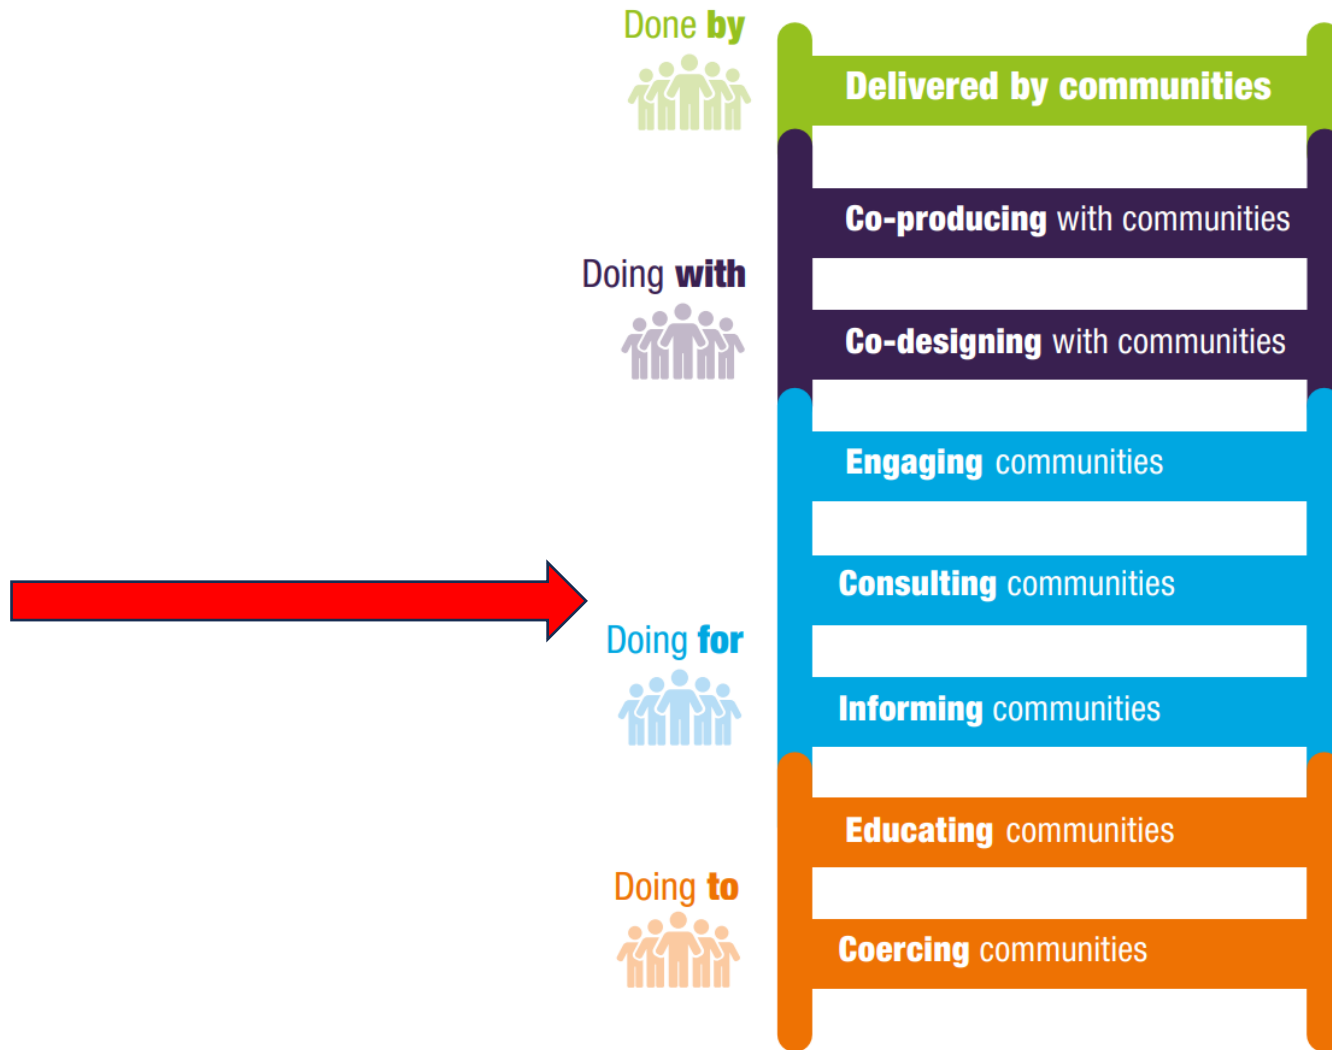 Done by
Delivered by communities
Co-producing with communities
Doing with
Co-designing with communities
Engaging communities
Consulting communities
Doing for
Informing communities
Educating communities
Doing to
Coercing communities